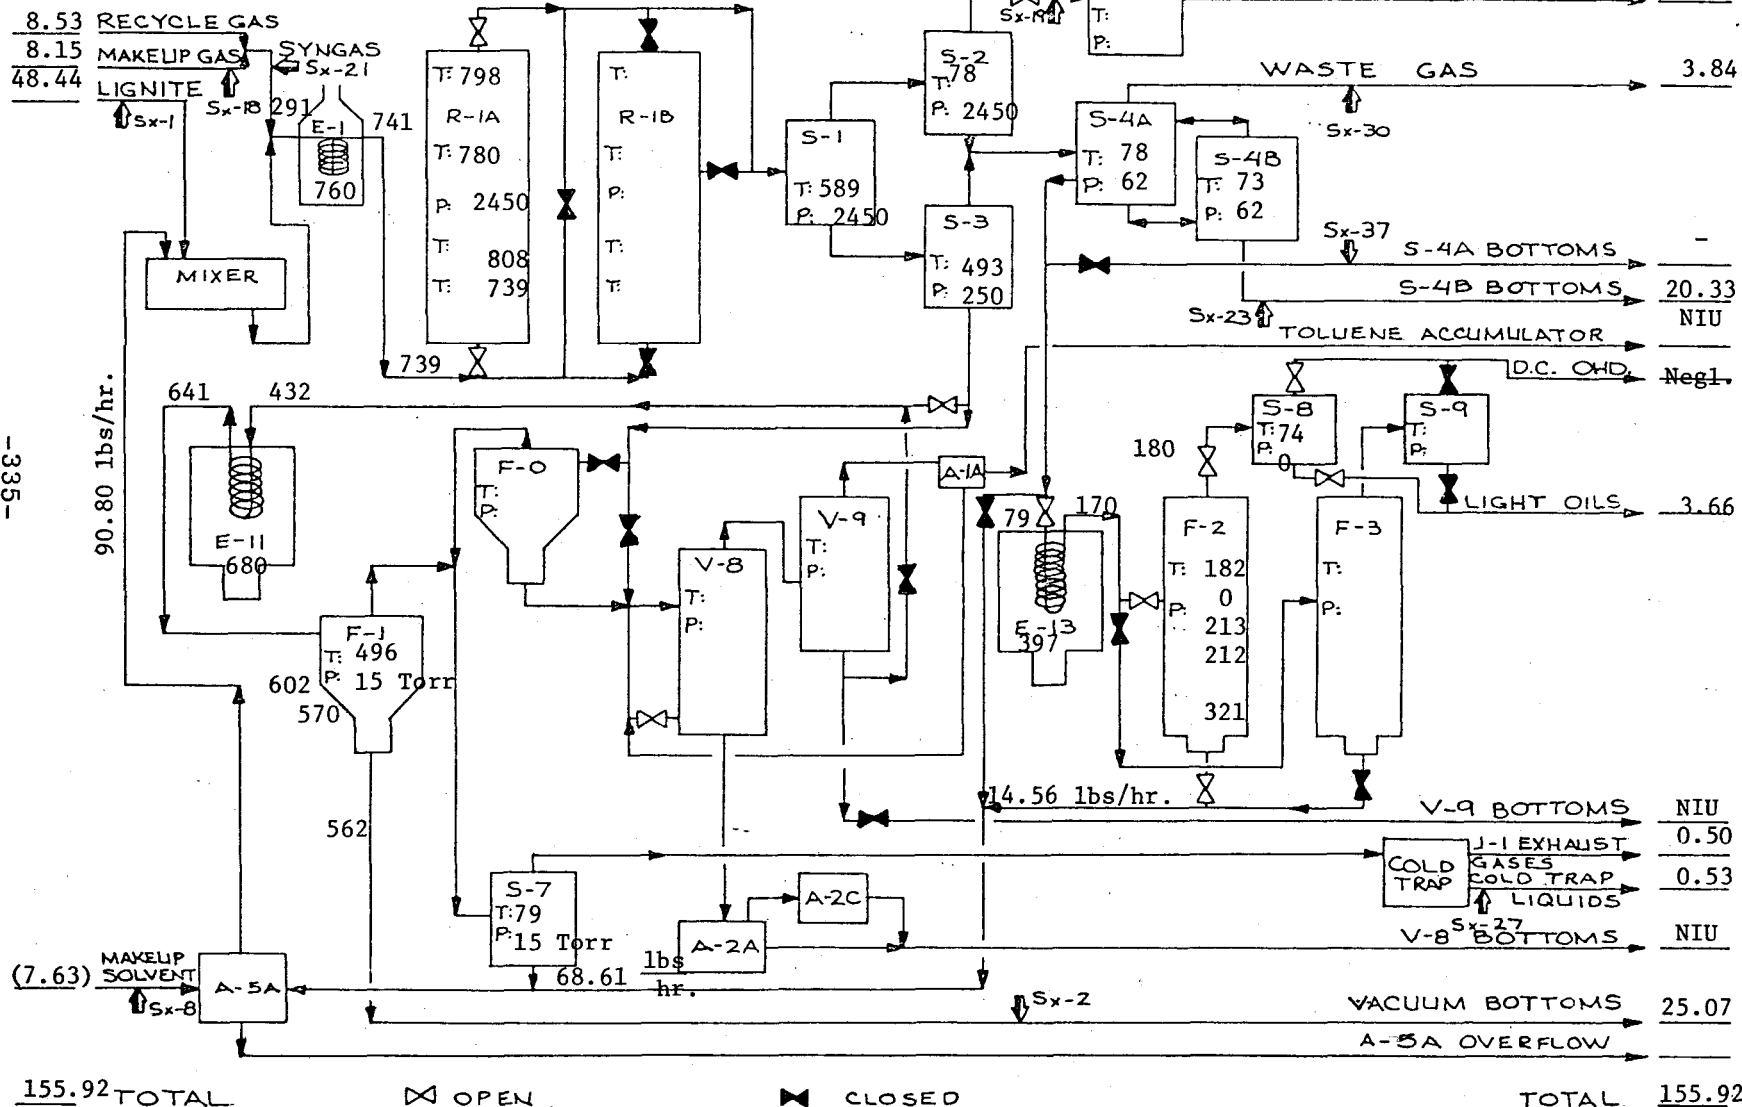 8.53 RECYCLE GAS
8.15 MAKEUP GAS
48.44 LIGNITE
SYNGAS
Sx-21
Sx-18
Sx-1
291
E-1
741
760
MIXER
T: 798
R-1A
T: 780
P: 2450
T: 808
T: 739
739
T:
R-1B
T:
P:
T:
T:
S-1
T: 589
P: 2450
S-2
T: 78
P: 2450
S-3
T: 493
P: 250
Sx-19
T:
P:
S-4A
T: 78
P: 62
S-4B
T: 73
P: 62
WASTE GAS 3.84
Sx-30
Sx-37
S-4A BOTTOMS –
S-4B BOTTOMS 20.33
Sx-23
NIU
TOLUENE ACCUMULATOR
D.C. OHD. Negl.
641
432
90.80 lbs/hr.
-335-
E-11
680
F-0
T:
P:
F-1
T: 496
P: 15 Torr
602
570
562
V-8
T:
P:
V-9
T:
P:
A-1A
79
170
E-13
397
180
S-8
T: 74
P: 0
S-9
T:
P:
LIGHT OILS 3.66
F-2
T: 182
P: 0
213
212
321
F-3
T:
P:
14.56 lbs/hr.
V-9 BOTTOMS NIU
COLD TRAP
J-1 EXHAUST GASES 0.50
COLD TRAP LIQUIDS 0.53
Sx-27
V-8 BOTTOMS NIU
S-7
T: 79
P: 15 Torr
A-2C
A-2A
68.61 lbs hr.
(7.63) MAKEUP SOLVENT
Sx-8
A-5A
Sx-2
VACUUM BOTTOMS 25.07
A-5A OVERFLOW
155.92 TOTAL
OPEN
CLOSED
TOTAL 155.92